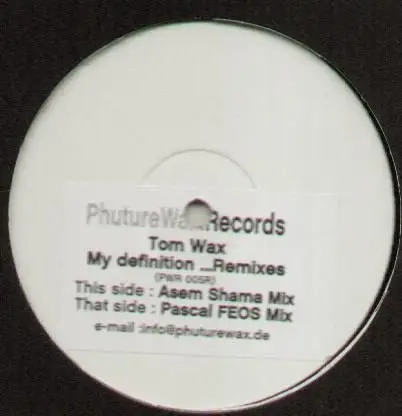 PhutureWax Records
Tom Wax
My definition ...Remixes
(PWR 005R)
This side : Asem Shama Mix
That side : Pascal FEOS Mix
e-mail :info@phuturewax.de